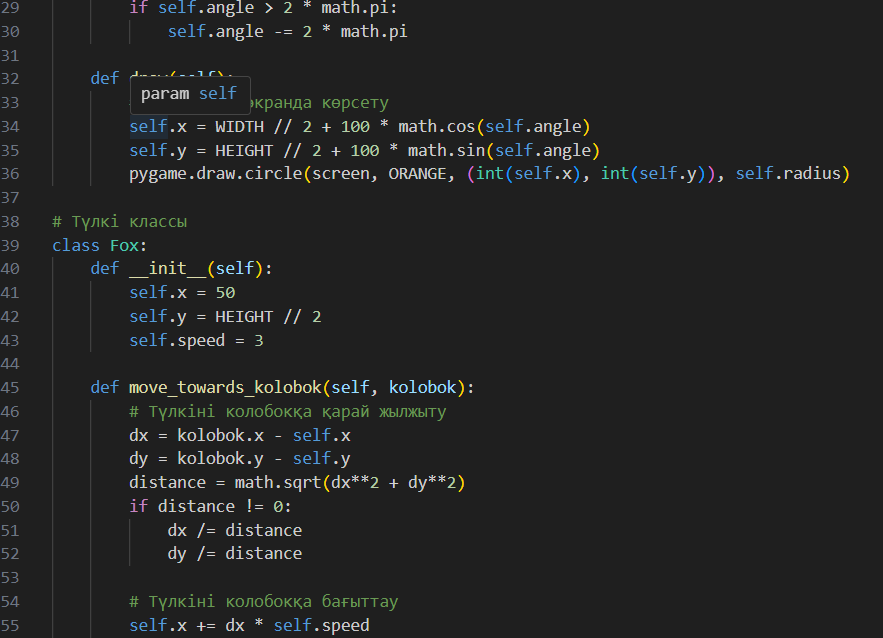 29 if self.angle > 2 * math.pi:
30 self.angle -= 2 * math.pi
31
32 def draw(self):
param self
33 экранда көрсету
34 self.x = WIDTH // 2 + 100 * math.cos(self.angle)
35 self.y = HEIGHT // 2 + 100 * math.sin(self.angle)
36 pygame.draw.circle(screen, ORANGE, (int(self.x), int(self.y)), self.radius)
37
38 # Түлкі классы
39 class Fox:
40 def __init__(self):
41 self.x = 50
42 self.y = HEIGHT // 2
43 self.speed = 3
44
45 def move_towards_kolobok(self, kolobok):
46 # Түлкіні колобокқа қарай жылжыту
47 dx = kolobok.x - self.x
48 dy = kolobok.y - self.y
49 distance = math.sqrt(dx**2 + dy**2)
50 if distance != 0:
51 dx /= distance
52 dy /= distance
53
54 # Түлкіні колобокқа бағыттау
55 self.x += dx * self.speed